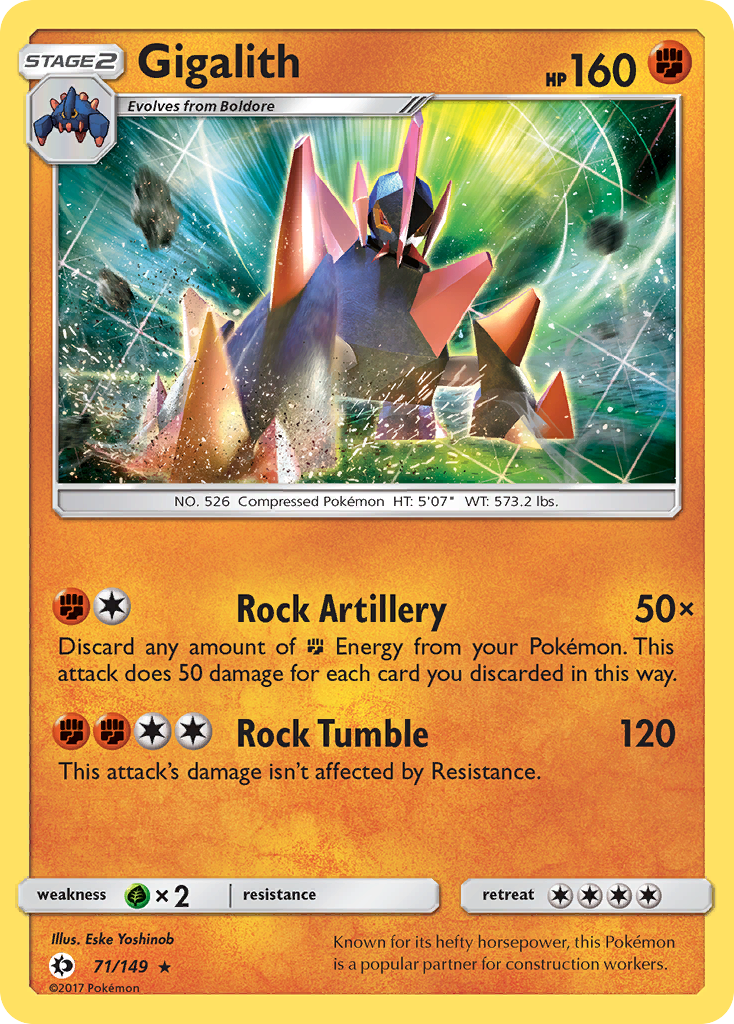 STAGE2
Gigalith
HP 160
Evolves from Boldore
NO. 526 Compressed Pokémon HT: 5'07" WT: 573.2 lbs.
Rock Artillery 50×
Discard any amount of Energy from your Pokémon. This
attack does 50 damage for each card you discarded in this way.
Rock Tumble 120
This attack's damage isn't affected by Resistance.
weakness × 2 resistance retreat
Illus. Eske Yoshinob
71/149 ★
©2017 Pokémon
Known for its hefty horsepower, this Pokémon
is a popular partner for construction workers.